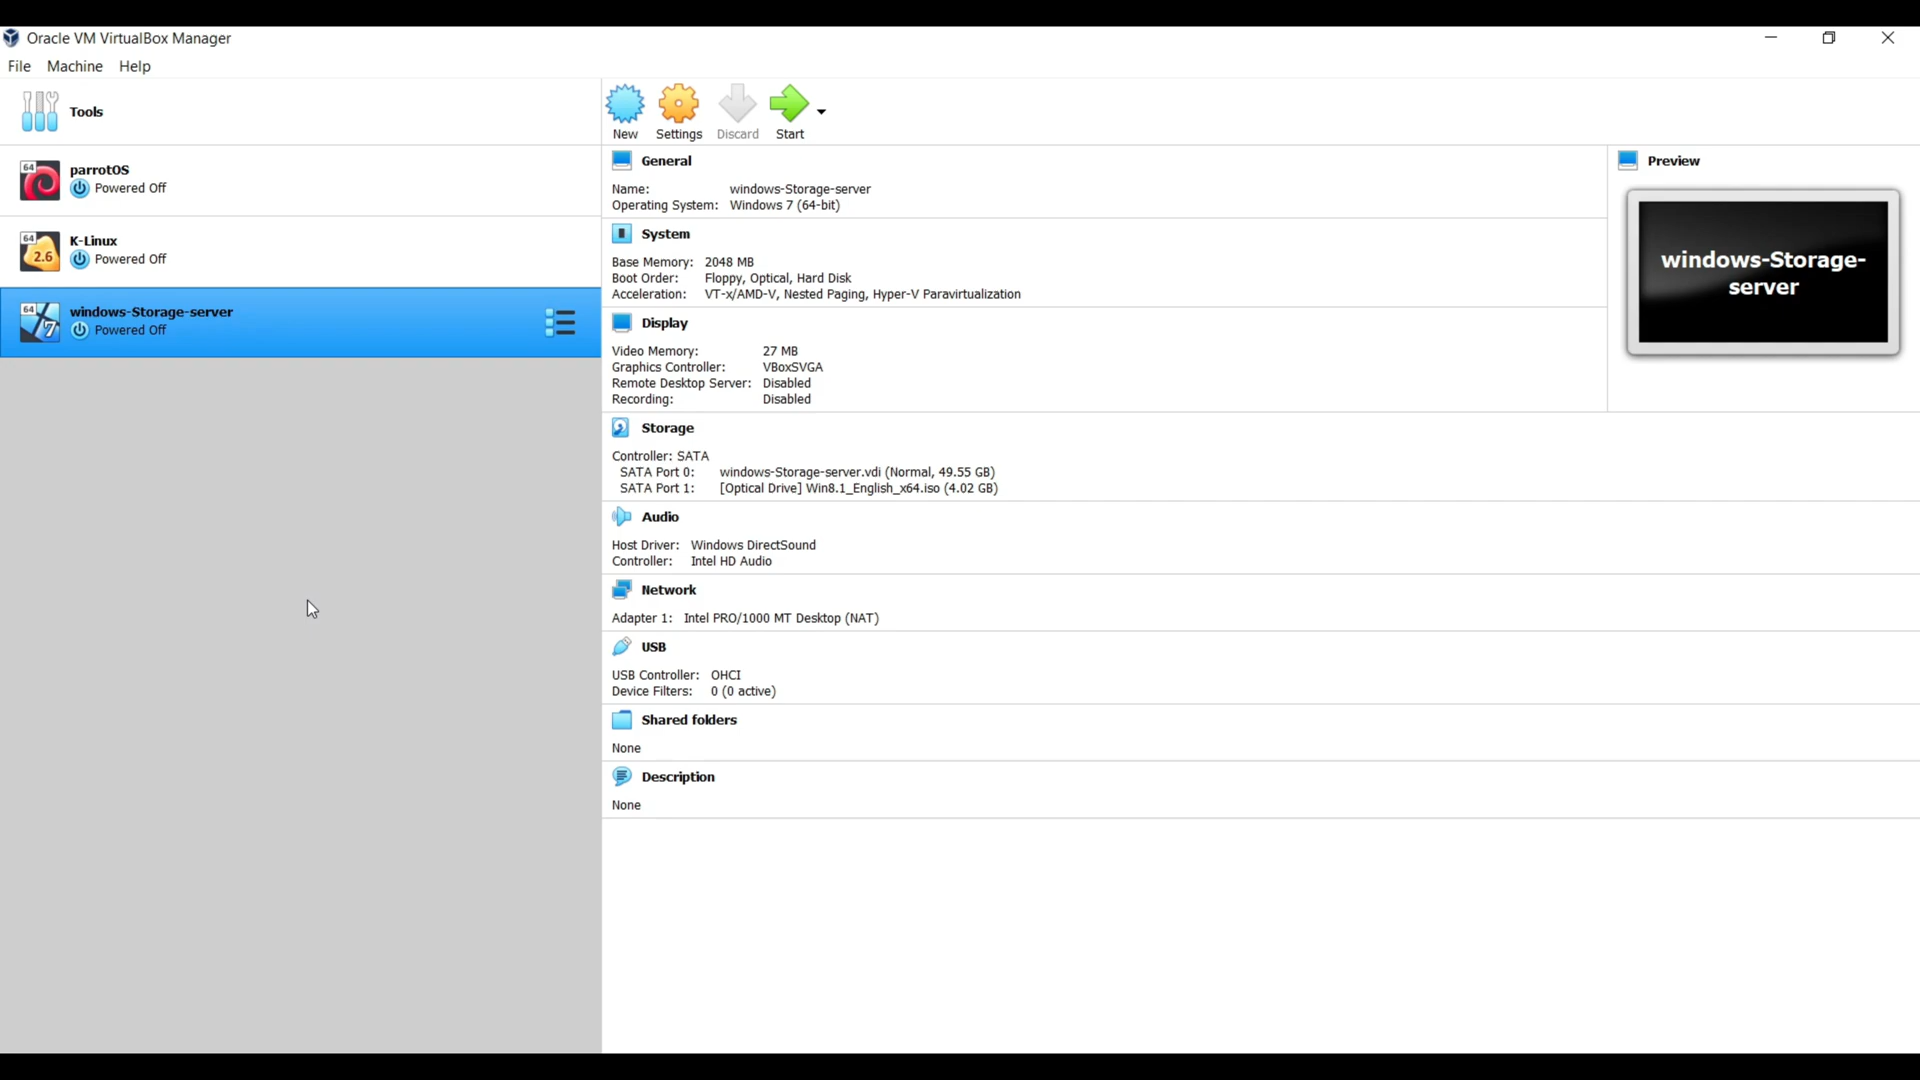 Oracle VM VirtualBox Manager
File Machine Help
Tools
New Settings Discard Start
64 parrotOS
Powered Off
64 2.6 K-Linux
Powered Off
64 7 windows-Storage-server
Powered Off
General
Name: windows-Storage-server
Operating System: Windows 7 (64-bit)
System
Base Memory: 2048 MB
Boot Order: Floppy, Optical, Hard Disk
Acceleration: VT-x/AMD-V, Nested Paging, Hyper-V Paravirtualization
Display
Video Memory: 27 MB
Graphics Controller: VBoxSVGA
Remote Desktop Server: Disabled
Recording: Disabled
Preview
windows-Storage-
server
Storage
Controller: SATA
SATA Port 0: windows-Storage-server.vdi (Normal, 49.55 GB)
SATA Port 1: [Optical Drive] Win8.1_English_x64.iso (4.02 GB)
Audio
Host Driver: Windows DirectSound
Controller: Intel HD Audio
Network
Adapter 1: Intel PRO/1000 MT Desktop (NAT)
USB
USB Controller: OHCI
Device Filters: 0 (0 active)
Shared folders
None
Description
None